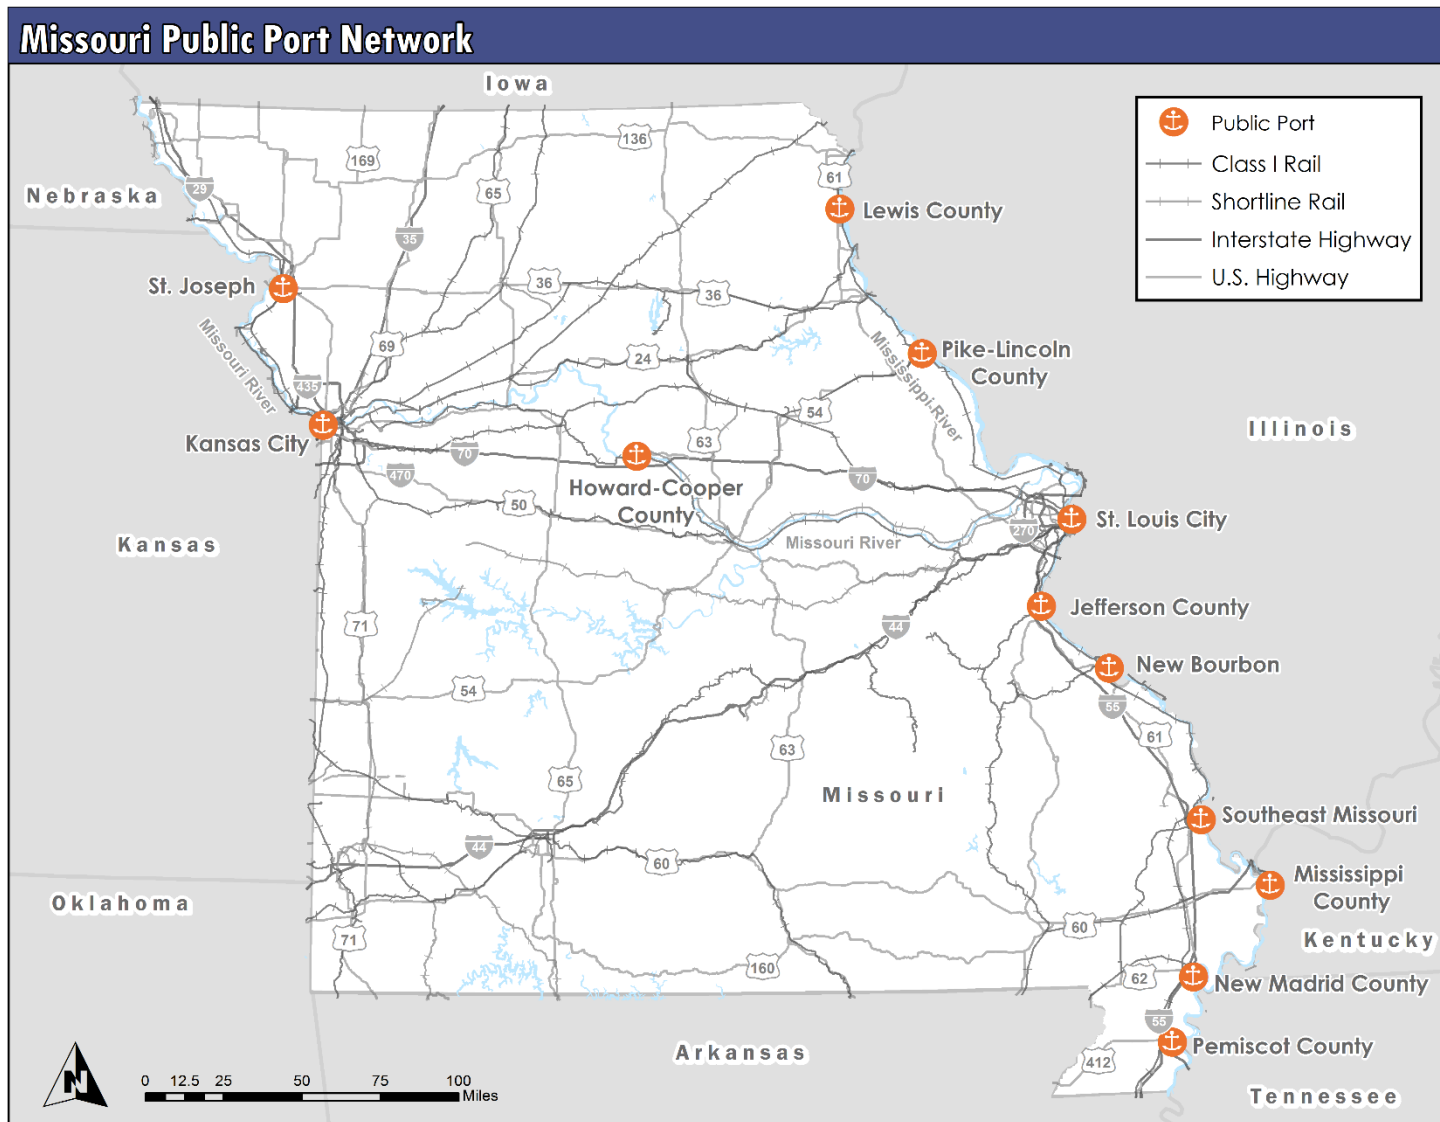 Missouri Public Port Network
Iowa
Public Port
Class I Rail
Shortline Rail
Interstate Highway
U.S. Highway
136
169
61
29
65
Nebraska
Lewis County
35
St. Joseph
36
36
Missouri River
69
24
Mississippi River
Pike-Lincoln
County
435
54
Kansas City
63
Illinois
70
470
70
Howard-Cooper
County
50
St. Louis City
270
Missouri River
Kansas
71
44
Jefferson County
New Bourbon
54
55
61
63
65
Missouri
Southeast Missouri
44
60
Mississippi
County
Oklahoma
60
71
Kentucky
160
62
New Madrid County
55
Pemiscot County
Arkansas
412
Tennessee
N
0 12.5 25 50 75 100
Miles